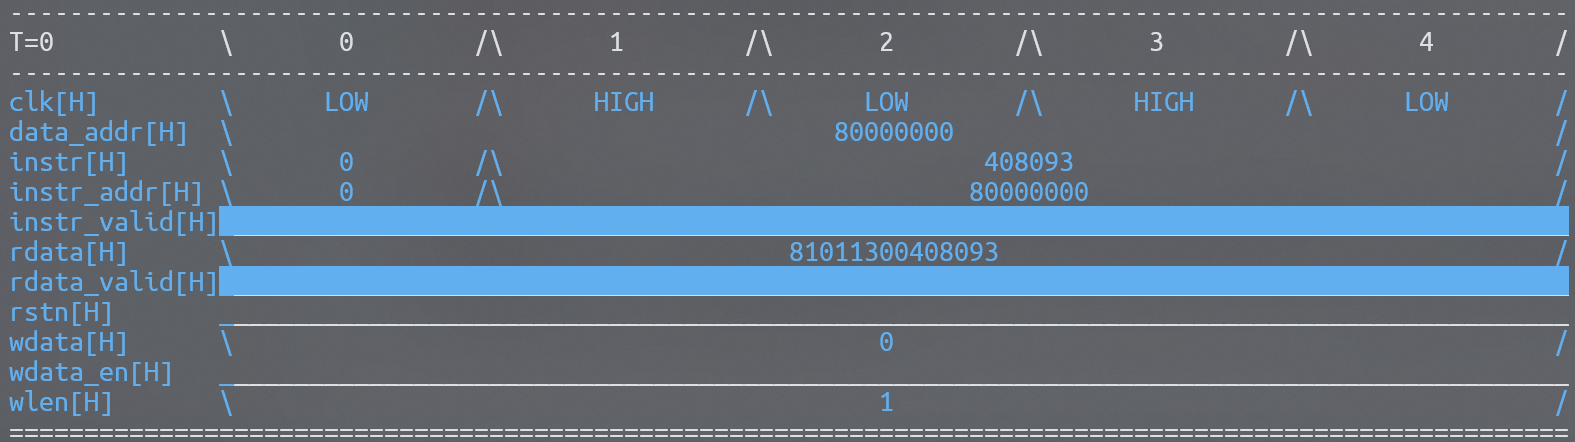 ------------------------------------------------------------------------------------------------------------------------
T=0 \ 0 /\ 1 /\ 2 /\ 3 /\ 4 /
------------------------------------------------------------------------------------------------------------------------
clk[H] \ LOW /\ HIGH /\ LOW /\ HIGH /\ LOW /
data_addr[H] \ 80000000 /
instr[H] \ 0 /\ 408093 /
instr_addr[H] \ 0 /\ 80000000 /
instr_valid[H]
rdata[H] \ 81011300408093 /
rdata_valid[H]
rstn[H]
wdata[H] \ 0 /
wdata_en[H]
wlen[H] \ 1 /
========================================================================================================